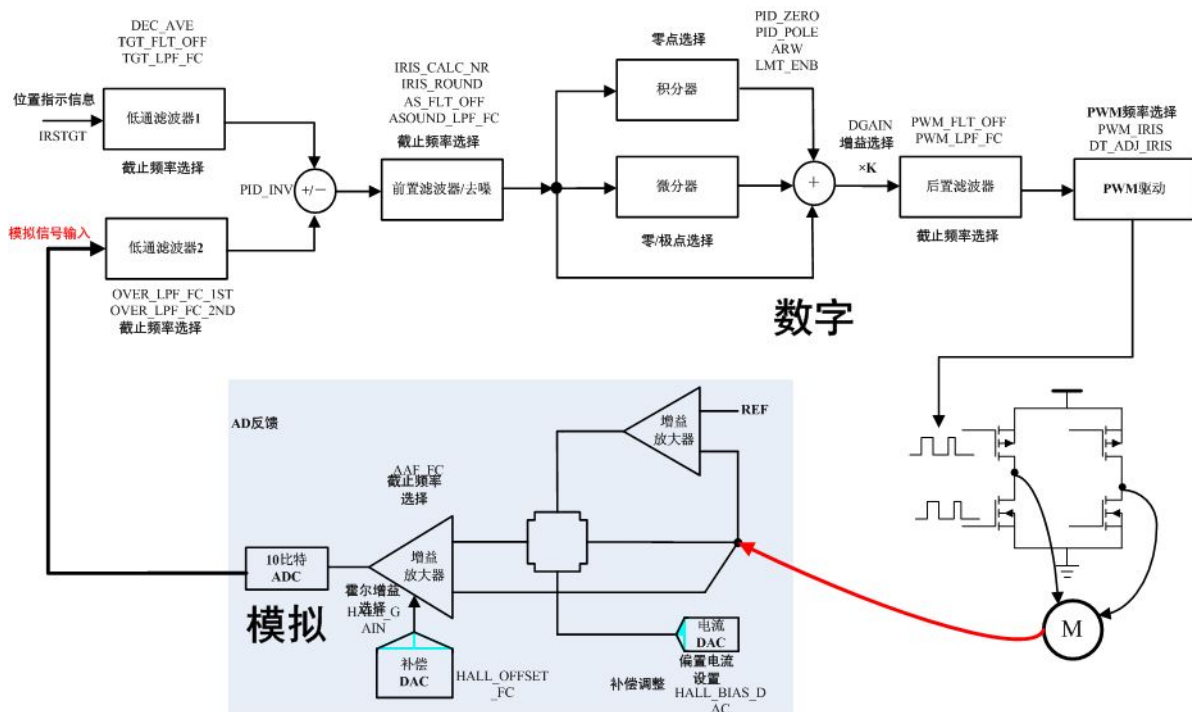 DEC_AVE
TGT_FLT_OFF
TGT_LPF_FC
位置指示信息
IRSTGT
低通滤波器1
截止频率选择
PID_INV
+/−
模拟信号输入
低通滤波器2
OVER_LPF_FC_1ST
OVER_LPF_FC_2ND
截止频率选择
IRIS_CALC_NR
IRIS_ROUND
AS_FLT_OFF
ASOUND_LPF_FC
截止频率选择
前置滤波器/去噪
零点选择
积分器
微分器
零/极点选择
PID_ZERO
PID_POLE
ARW
LMT_ENB
+
DGAIN
增益选择
×K
PWM_FLT_OFF
PWM_LPF_FC
后置滤波器
截止频率选择
PWM频率选择
PWM_IRIS
DT_ADJ_IRIS
PWM驱动
数字
AD反馈
增益
放大器
REF
AAF_FC
截止频率
选择
增益
放大器
10比特
ADC
模拟
霍尔增益
选择
HALL_G
AIN
补偿
DAC
HALL_OFFSET
_FC
电流
DAC
偏置电流
设置
补偿调整
HALL_BIAS_D
AC
M